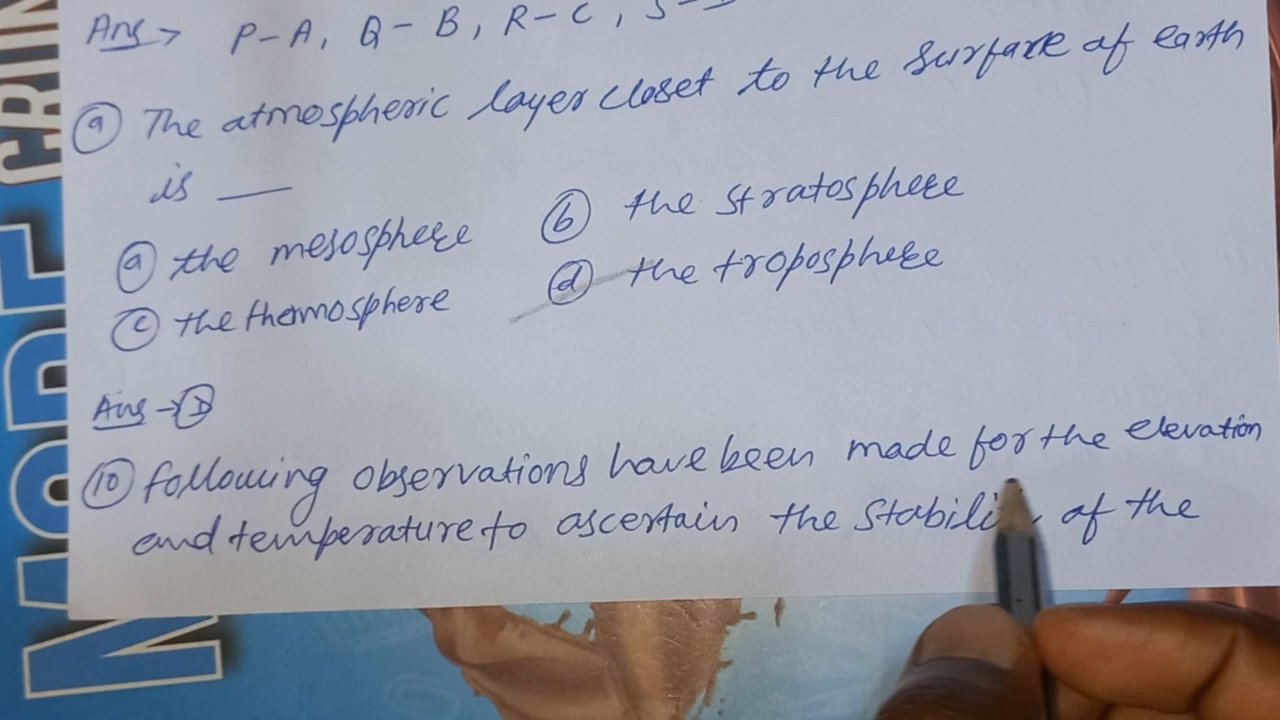 Ans → P-A, Q-B, R-C, S-
(9) The atmospheric layer closet to the surface of earth
is ___
(a) the mesosphere (b) the stratosphere
(c) the thermosphere (d) the troposphere
Ans → (D)
(10) following observations have been made for the elevation
and temperature to ascertain the stability of the
MORE